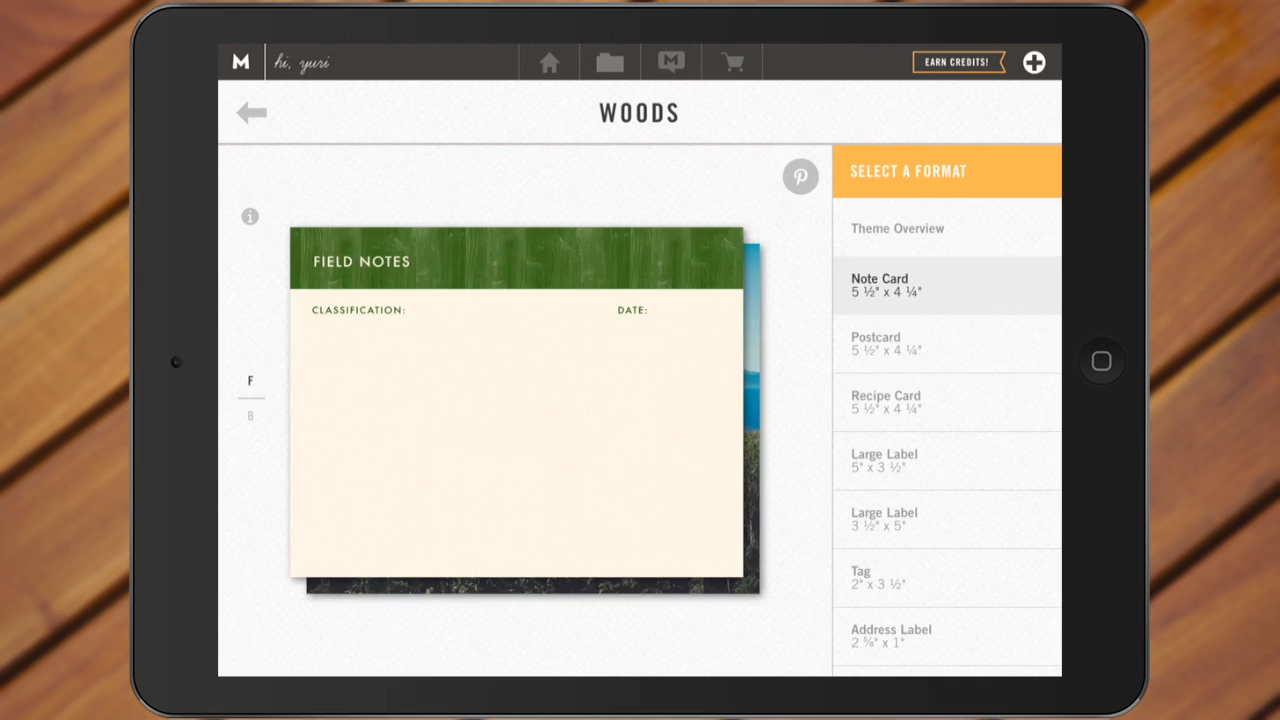 M hi, yuri
M
EARN CREDITS!
WOODS
SELECT A FORMAT
Theme Overview
Note Card
5 ½" x 4 ¼"
Postcard
5 ½" x 4 ¼"
Recipe Card
5 ½" x 4 ¼"
Large Label
5" x 3 ½"
Large Label
3 ½" x 5"
Tag
2" x 3 ½"
Address Label
2 ⅝" x 1"
FIELD NOTES
CLASSIFICATION: DATE:
F
B